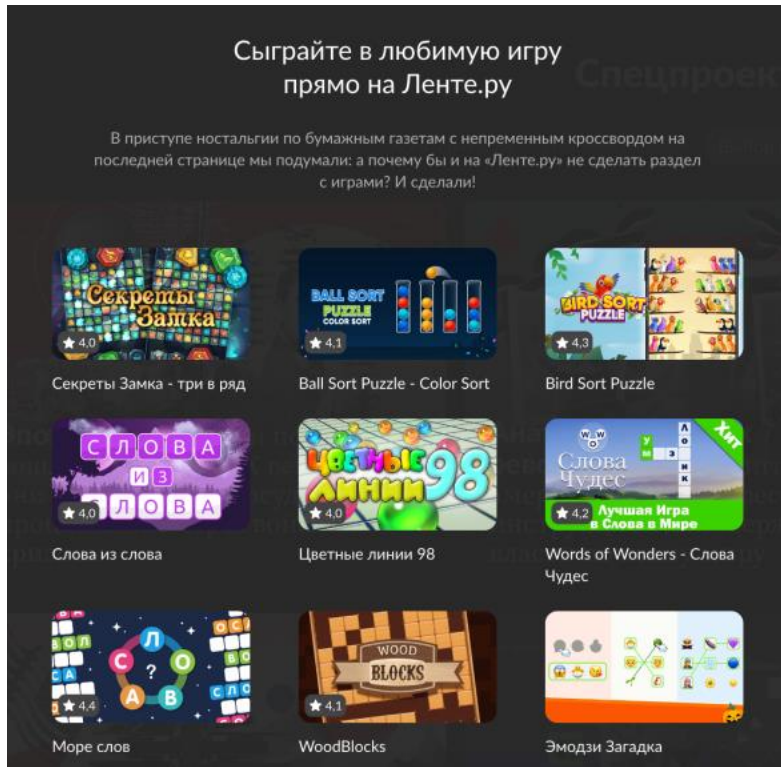 Сыграйте в любимую игру
прямо на Ленте.ру
Спецпроек
В приступе ностальгии по бумажным газетам с непременным кроссвордом на
последней странице мы подумали: а почему бы и на «Ленте.ру» не сделать раздел
с играми? И сделали!
Секреты
Замка
4,0
BALL SORT
PUZZLE
COLOR SORT
4,1
BIRD SORT
PUZZLE
4,3
Секреты Замка - три в ряд
Ball Sort Puzzle - Color Sort
Bird Sort Puzzle
СЛОВА
ИЗ
СЛОВА
4,0
ЦВЕТНЫЕ
ЛИНИИ 98
4,0
WOW
Слова
Чудес
УМ
ЛОГИК
Э
ХИТ
4,2
Лучшая Игра
в Слова в Мире
Слова из слова
Цветные линии 98
Words of Wonders - Слова
Чудес
С Л О В А
?
4,4
WOOD
BLOCKS
4,1
Море слов
WoodBlocks
Эмодзи Загадка